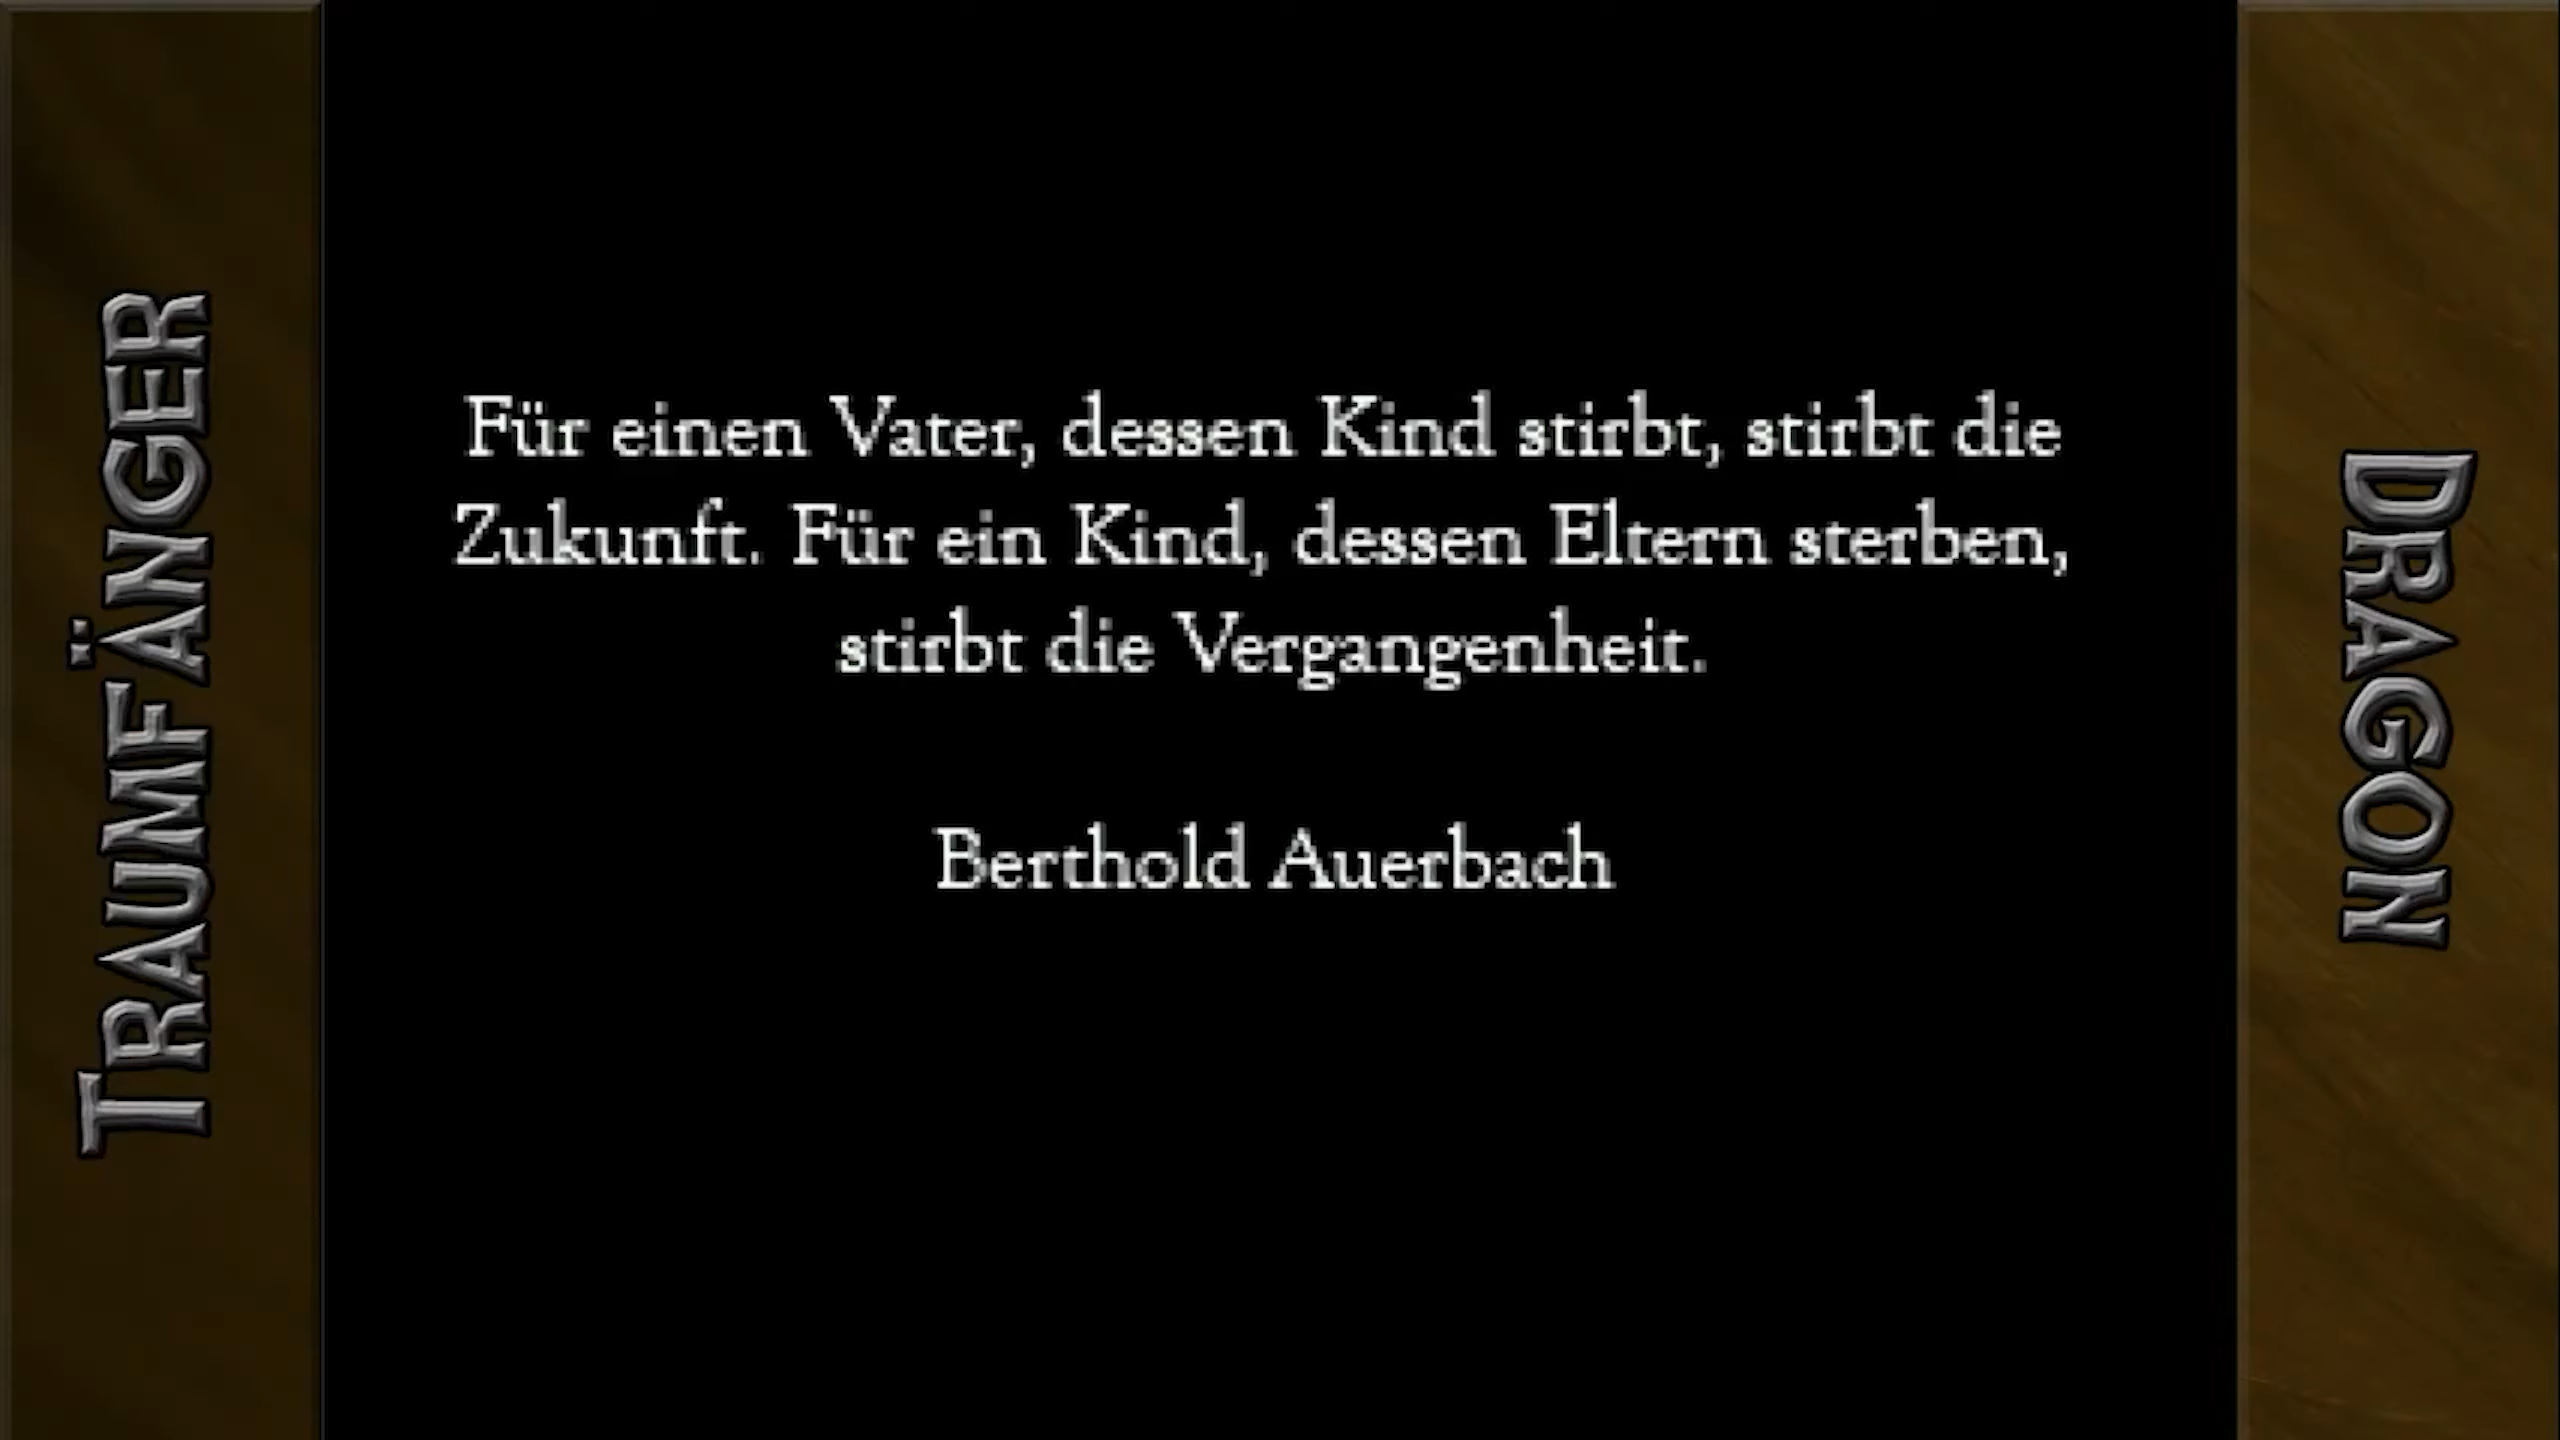 TRAUMFÄNGER
Für einen Vater, dessen Kind stirbt, stirbt die
Zukunft. Für ein Kind, dessen Eltern sterben,
stirbt die Vergangenheit.
Berthold Auerbach
DRAGON